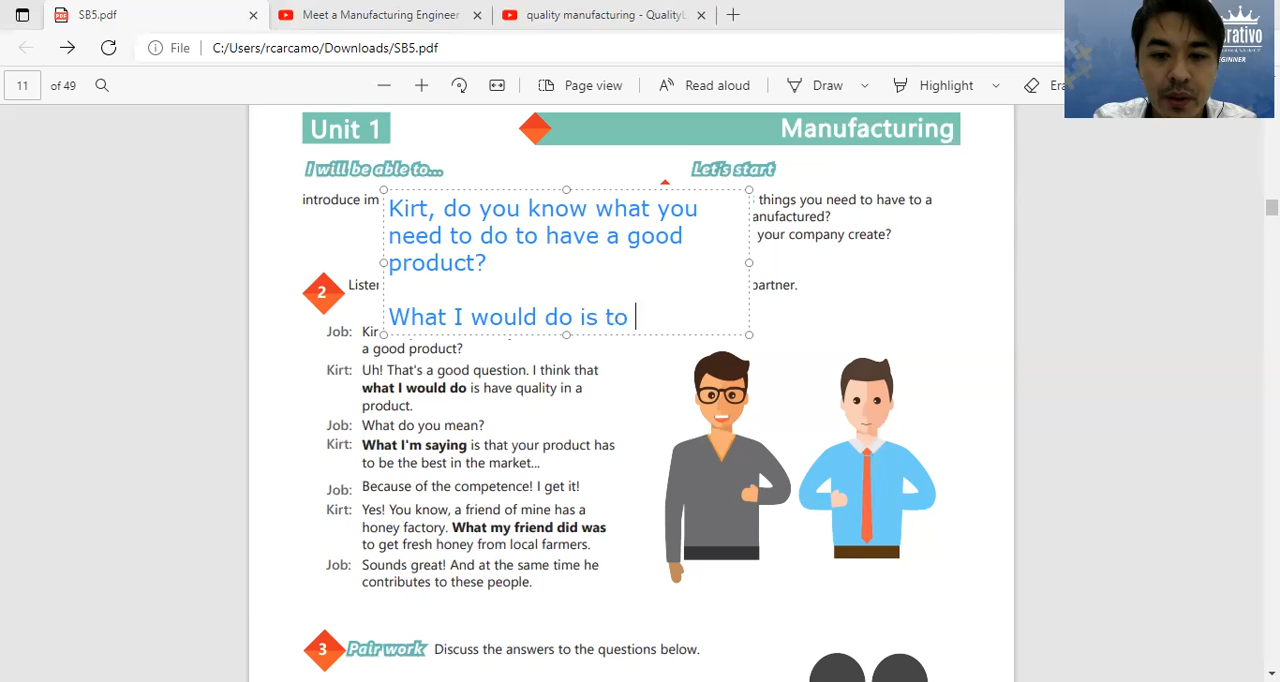 SB5.pdf
Meet a Manufacturing Engineer
quality manufacturing - QualityL
File C:/Users/rcarcamo/Downloads/SB5.pdf
11 of 49
Page view
Read aloud
Draw
Highlight
Era
rativo
GINNER
Unit 1
Manufacturing
I will be able to...
Let's start
introduce im
things you need to have to a
anufactured?
your company create?
Kirt, do you know what you
need to do to have a good
product?
What I would do is to
2 Listen
partner.
Job: Kir
a good product?
Kirt: Uh! That's a good question. I think that
what I would do is have quality in a
product.
Job: What do you mean?
Kirt: What I'm saying is that your product has
to be the best in the market...
Job: Because of the competence! I get it!
Kirt: Yes! You know, a friend of mine has a
honey factory. What my friend did was
to get fresh honey from local farmers.
Job: Sounds great! And at the same time he
contributes to these people.
3 Pair work Discuss the answers to the questions below.